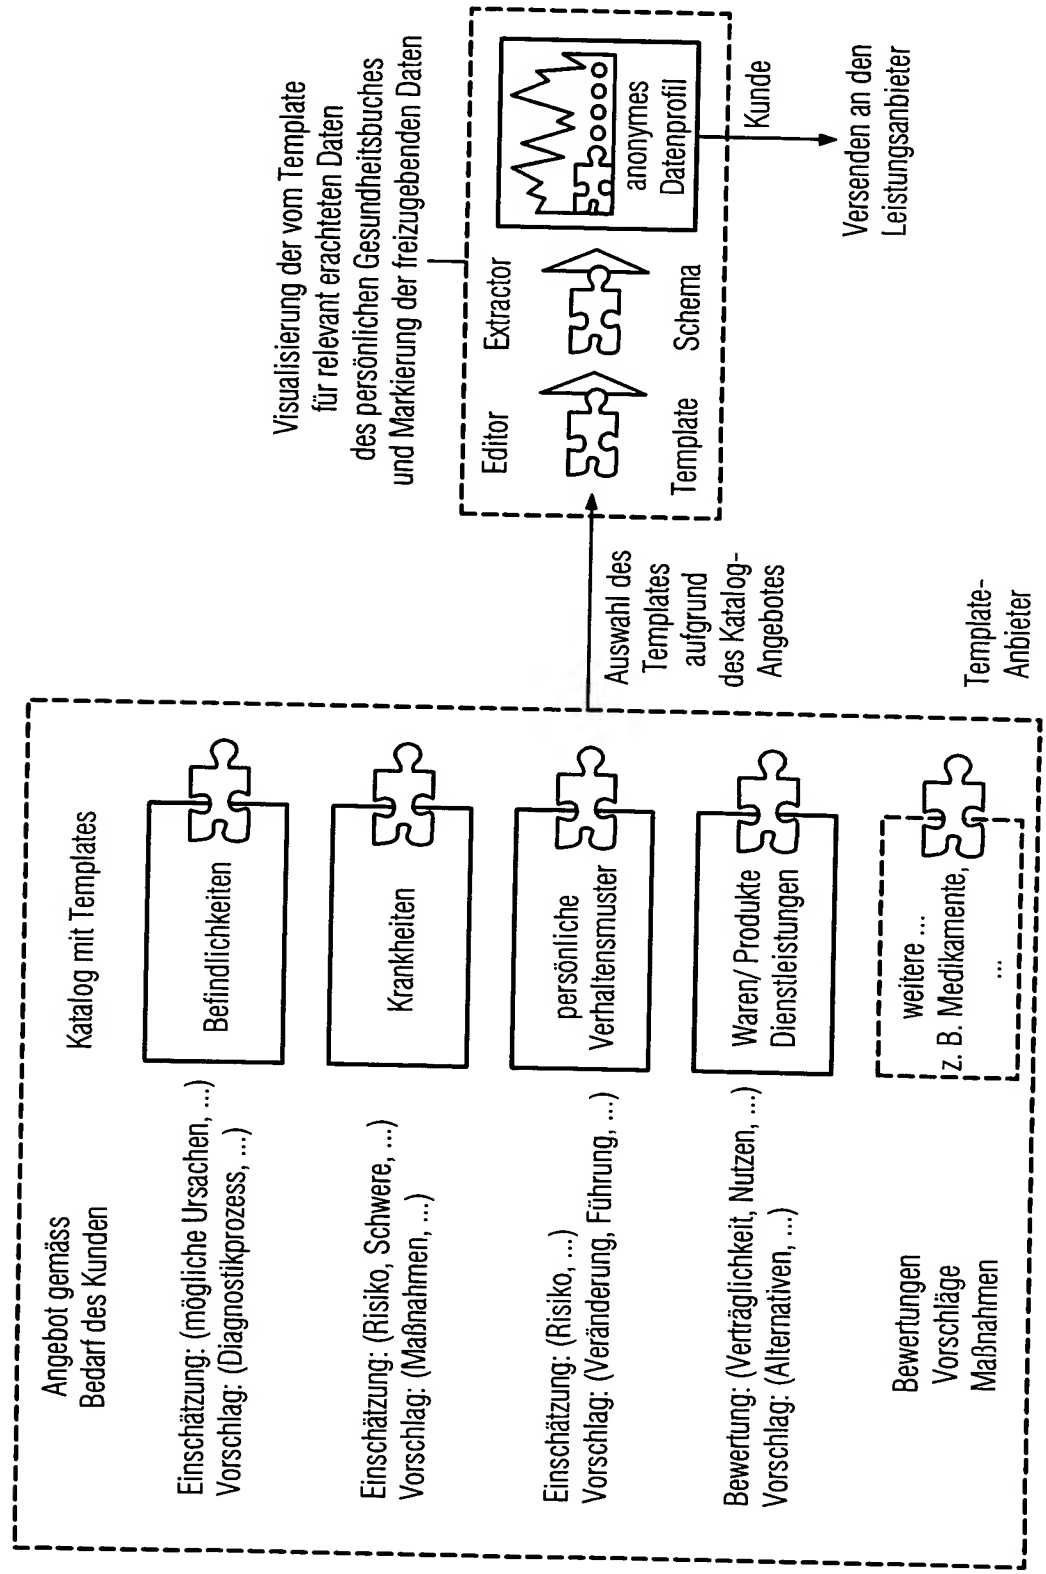 Angebot gemäss
Bedarf des Kunden
Katalog mit Templates
Einschätzung: (mögliche Ursachen, ...)
Vorschlag: (Diagnostikprozess, ...)
Befindlichkeiten
Einschätzung: (Risiko, Schwere, ...)
Vorschlag: (Maßnahmen, ...)
Krankheiten
Einschätzung: (Risiko, ...)
Vorschlag: (Veränderung, Führung, ...)
persönliche
Verhaltensmuster
Bewertung: (Verträglichkeit, Nutzen, ...)
Vorschlag: (Alternativen, ...)
Waren/ Produkte
Dienstleistungen
Bewertungen
Vorschläge
Maßnahmen
weitere ...
z. B. Medikamente,
...
Template-
Anbieter
Auswahl des
Templates
aufgrund
des Katalog-
Angebotes
Visualisierung der vom Template
für relevant erachteten Daten
des persönlichen Gesundheitsbuches
und Markierung der freizugebenden Daten
Editor
Extractor
Template
Schema
anonymes
Datenprofil
Kunde
Versenden an den
Leistungsanbieter